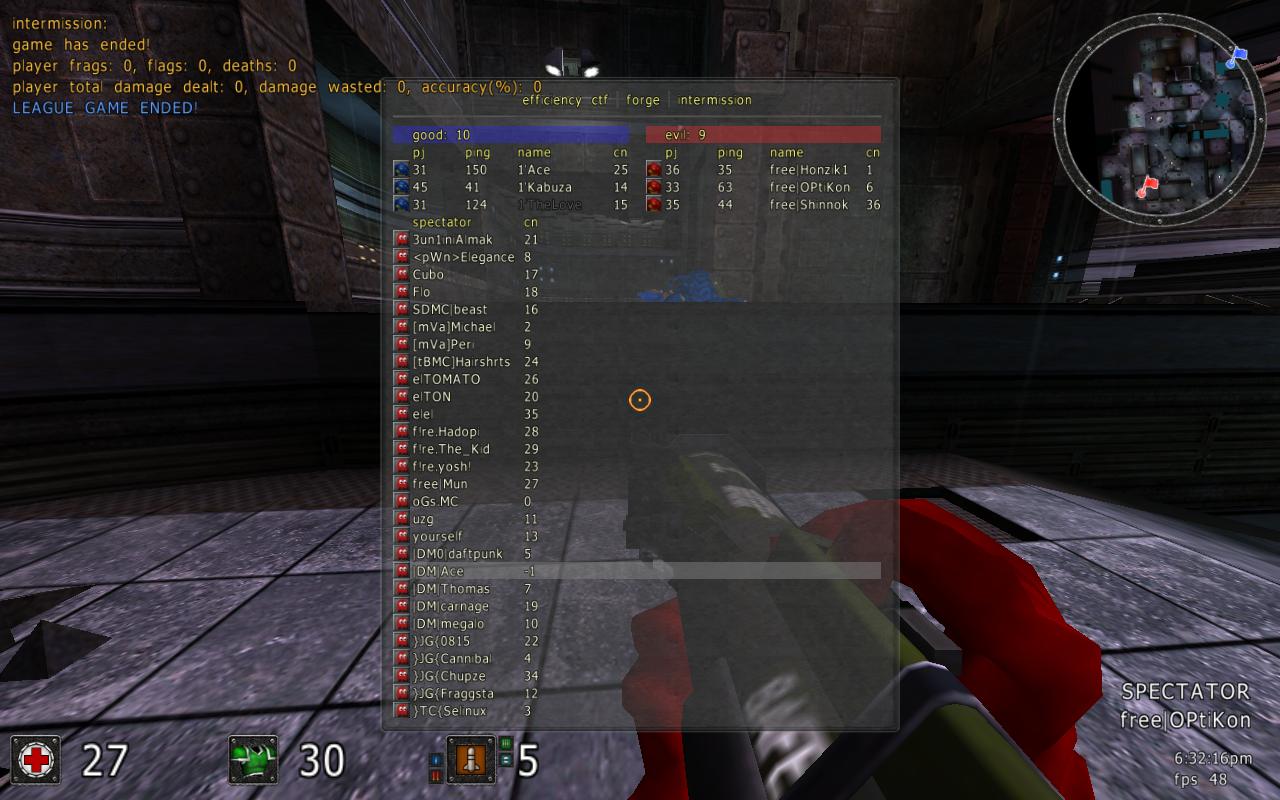 intermission:
game has ended!
player frags: 0, flags: 0, deaths: 0
player total damage dealt: 0, damage wasted: 0, accuracy(%): 0
LEAGUE GAME ENDED!
efficiency ctf forge intermission
good: 10 evil: 9
pj ping name cn pj ping name cn
31 150 1'Ace 25 36 35 free|Honzik1 1
45 41 1'Kabuza 14 33 63 free|OPtiKon 6
31 124 1'TheLove 15 35 44 free|Shinnok 36
spectator cn
3un1iniAlmak 21
<pWn>Elegance 8
Cubo 17
Flo 18
SDMC|beast 16
[mVa]Michael 2
[mVa]Peri 9
[tBMC]Hairshrts 24
elTOMATO 26
elTON 20
elel 35
f!re.Hadopi 28
f!re.The_Kid 29
f!re.yosh! 23
free|Mun 27
oGs.MC 0
uzg 11
yourself 13
|DM0|daftpunk 5
|DM|Ace -1
|DM|Thomas 7
|DM|carnage 19
|DM|megalo 10
}JG{0815 22
}JG{Cannibal 4
}JG{Chupze 34
}JG{Fraggsta 12
}TC{Selinux 3
SPECTATOR
free|OPtiKon
6:32:16pm
fps 48
27 30 5